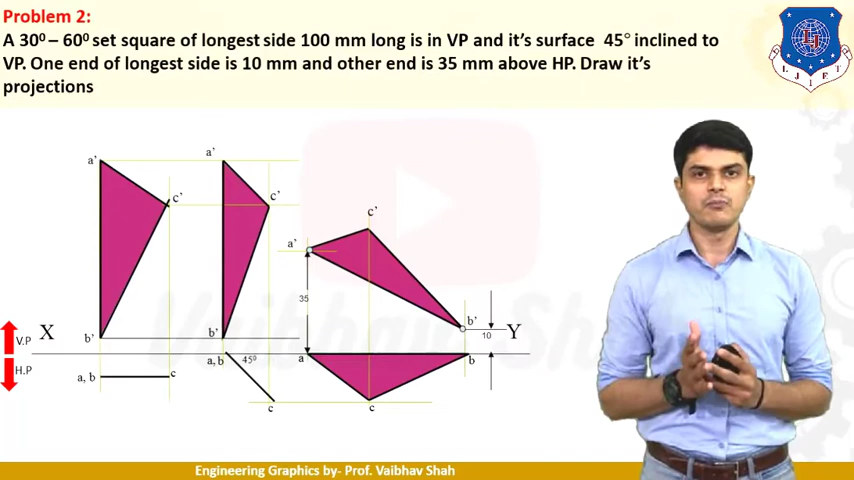 Problem 2:
A 30⁰ – 60⁰ set square of longest side 100 mm long is in VP and it's surface 45° inclined to
VP. One end of longest side is 10 mm and other end is 35 mm above HP. Draw it's
projections
L J I E T
a' a'
c' c' c'
a'
35
b' b' b'
10
X Y
V.P
H.P
a, b c
a, b 45⁰ c
a b
c
Vaibhav Shah
Engineering Graphics by- Prof. Vaibhav Shah